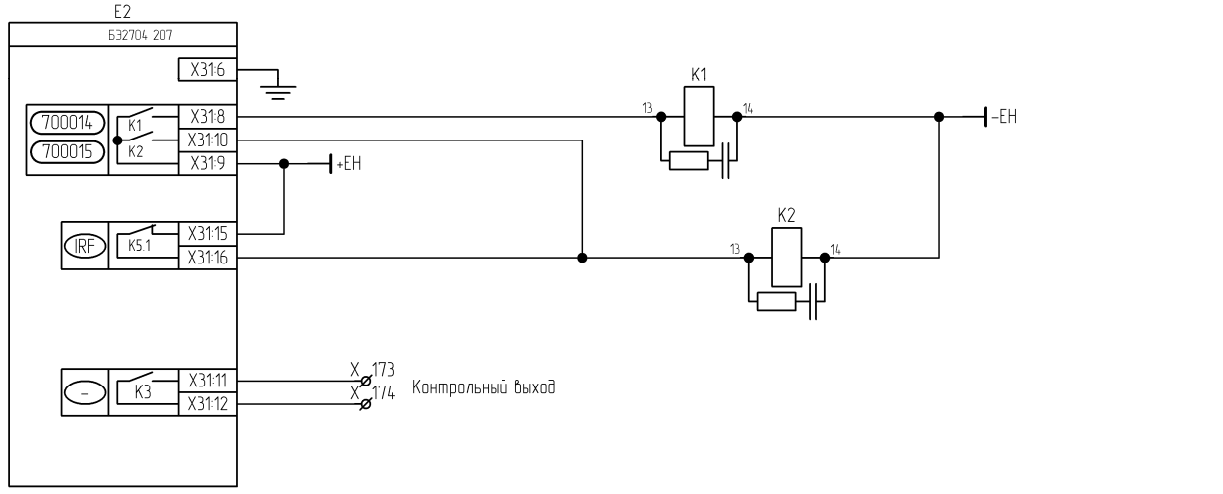 E2
БЭ2704 207
X31:6
K1
13 14
700014 K1 X31:8
-EH
700015 K2 X31:10
X31:9 +EH
K2
IRF K5.1 X31:15
13 14
X31:16
X 173
- K3 X31:11
Контрольный выход
X 174
X31:12